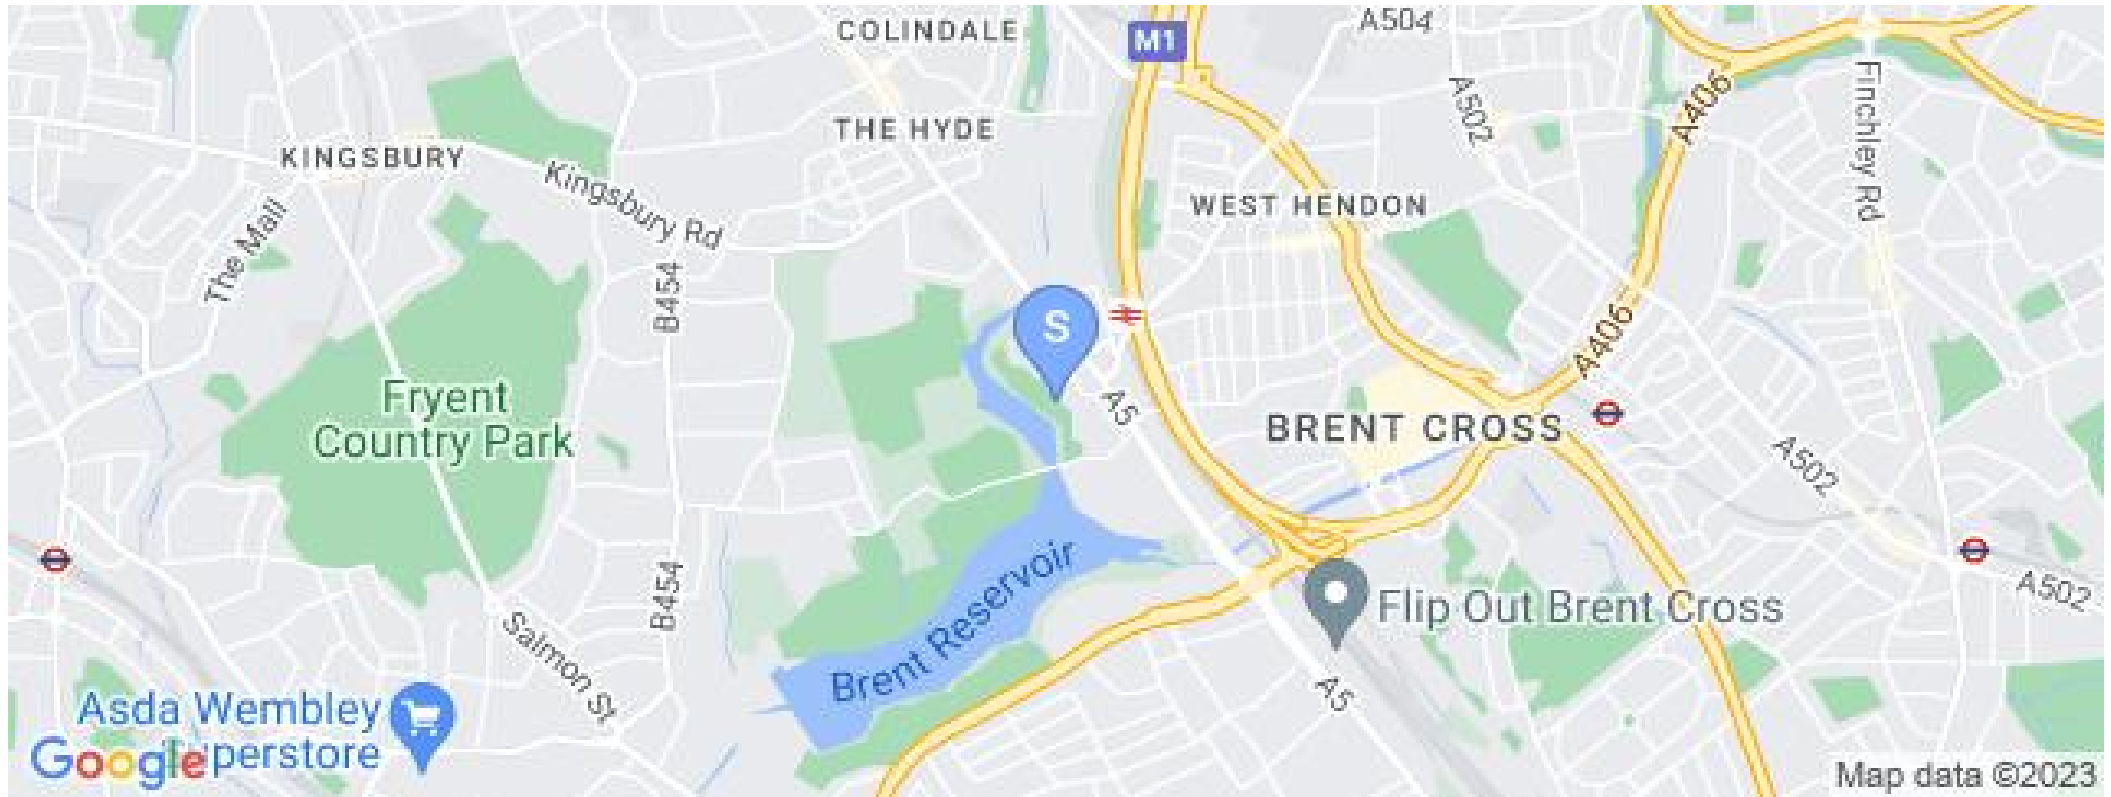 COLINDALE
M1
A504
THE HYDE
A502
A406
Finchley Rd
KINGSBURY
Kingsbury Rd
The Mall
WEST HENDON
B454
S
A406
Fryent
Country Park
A5
BRENT CROSS
A502
B454
Brent Reservoir
A502
Flip Out Brent Cross
Salmon St
A5
Asda Wembley
perstore
Google
Map data ©2023